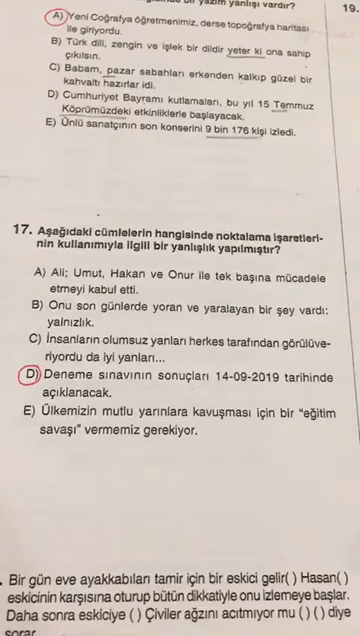 yazım yanlışı vardır?
19.
A) Yeni Coğrafya öğretmenimiz, derse topoğrafya haritası
ile giriyordu.
B) Türk dili, zengin ve işlek bir dildir yeter ki ona sahip
çıkılsın.
C) Babam, pazar sabahları erkenden kalkıp güzel bir
kahvaltı hazırlar idi.
D) Cumhuriyet Bayramı kutlamaları, bu yıl 15 Temmuz
Köprümüzdeki etkinliklerle başlayacak.
E) Ünlü sanatçının son konserini 9 bin 176 kişi izledi.
17. Aşağıdaki cümlelerin hangisinde noktalama işaretleri-
nin kullanımıyla ilgili bir yanlışlık yapılmıştır?
A) Ali; Umut, Hakan ve Onur ile tek başına mücadele
etmeyi kabul etti.
B) Onu son günlerde yoran ve yaralayan bir şey vardı:
yalnızlık.
C) İnsanların olumsuz yanları herkes tarafından görülüve-
riyordu da iyi yanları...
D) Deneme sınavının sonuçları 14-09-2019 tarihinde
açıklanacak.
E) Ülkemizin mutlu yarınlara kavuşması için bir "eğitim
savaşı" vermemiz gerekiyor.
Bir gün eve ayakkabıları tamir için bir eskici gelir( ) Hasan( )
eskicinin karşısına oturup bütün dikkatiyle onu izlemeye başlar.
Daha sonra eskiciye ( ) Çiviler ağzını acıtmıyor mu ( ) ( ) diye
sorar